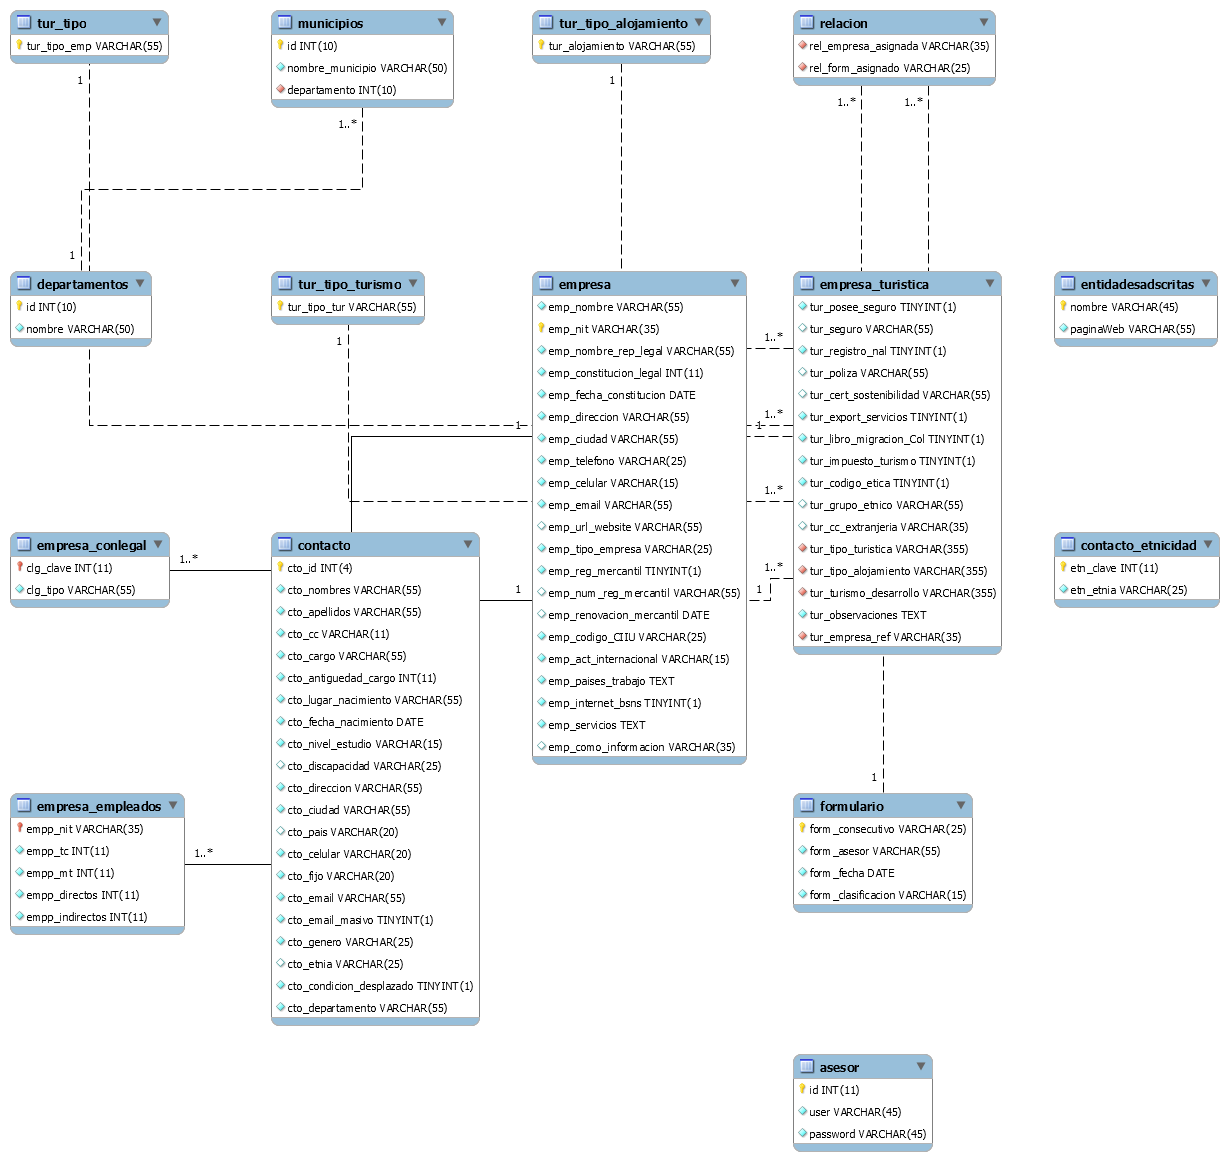 tur_tipo
tur_tipo_emp VARCHAR(55)
municipios
id INT(10)
nombre_municipio VARCHAR(50)
departamento INT(10)
tur_tipo_alojamiento
tur_alojamiento VARCHAR(55)
relacion
rel_empresa_asignada VARCHAR(35)
rel_form_asignado VARCHAR(25)
1
1..*
1
1..*
1..*
1
departamentos
id INT(10)
nombre VARCHAR(50)
tur_tipo_turismo
tur_tipo_tur VARCHAR(55)
1
empresa
emp_nombre VARCHAR(55)
emp_nit VARCHAR(35)
emp_nombre_rep_legal VARCHAR(55)
emp_constitucion_legal INT(11)
emp_fecha_constitucion DATE
emp_direccion VARCHAR(55)
emp_ciudad VARCHAR(55)
emp_telefono VARCHAR(25)
emp_celular VARCHAR(15)
emp_email VARCHAR(55)
emp_url_website VARCHAR(55)
emp_tipo_empresa VARCHAR(25)
emp_reg_mercantil TINYINT(1)
emp_num_reg_mercantil VARCHAR(55)
emp_renovacion_mercantil DATE
emp_codigo_CIIU VARCHAR(25)
emp_act_internacional VARCHAR(15)
emp_paises_trabajo TEXT
emp_internet_bsns TINYINT(1)
emp_servicios TEXT
emp_como_informacion VARCHAR(35)
1
1
1..*
1..*
1
1..*
1..*
1
empresa_turistica
tur_posee_seguro TINYINT(1)
tur_seguro VARCHAR(55)
tur_registro_nal TINYINT(1)
tur_poliza VARCHAR(55)
tur_cert_sostenibilidad VARCHAR(55)
tur_export_servicios TINYINT(1)
tur_libro_migracion_Col TINYINT(1)
tur_impuesto_turismo TINYINT(1)
tur_codigo_etica TINYINT(1)
tur_grupo_etnico VARCHAR(55)
tur_cc_extranjeria VARCHAR(35)
tur_tipo_turistica VARCHAR(355)
tur_tipo_alojamiento VARCHAR(355)
tur_turismo_desarrollo VARCHAR(355)
tur_observaciones TEXT
tur_empresa_ref VARCHAR(35)
entidadesadscritas
nombre VARCHAR(45)
paginaWeb VARCHAR(55)
empresa_conlegal
clg_clave INT(11)
clg_tipo VARCHAR(55)
1..*
contacto
cto_id INT(4)
cto_nombres VARCHAR(55)
cto_apellidos VARCHAR(55)
cto_cc VARCHAR(11)
cto_cargo VARCHAR(55)
cto_antiguedad_cargo INT(11)
cto_lugar_nacimiento VARCHAR(55)
cto_fecha_nacimiento DATE
cto_nivel_estudio VARCHAR(15)
cto_discapacidad VARCHAR(25)
cto_direccion VARCHAR(55)
cto_ciudad VARCHAR(55)
cto_pais VARCHAR(20)
cto_celular VARCHAR(20)
cto_fijo VARCHAR(20)
cto_email VARCHAR(55)
cto_email_masivo TINYINT(1)
cto_genero VARCHAR(25)
cto_etnia VARCHAR(25)
cto_condicion_desplazado TINYINT(1)
cto_departamento VARCHAR(55)
contacto_etnicidad
etn_clave INT(11)
etn_etnia VARCHAR(25)
empresa_empleados
empp_nit VARCHAR(35)
empp_tc INT(11)
empp_mt INT(11)
empp_directos INT(11)
empp_indirectos INT(11)
1..*
1
formulario
form_consecutivo VARCHAR(25)
form_asesor VARCHAR(55)
form_fecha DATE
form_clasificacion VARCHAR(15)
asesor
id INT(11)
user VARCHAR(45)
password VARCHAR(45)